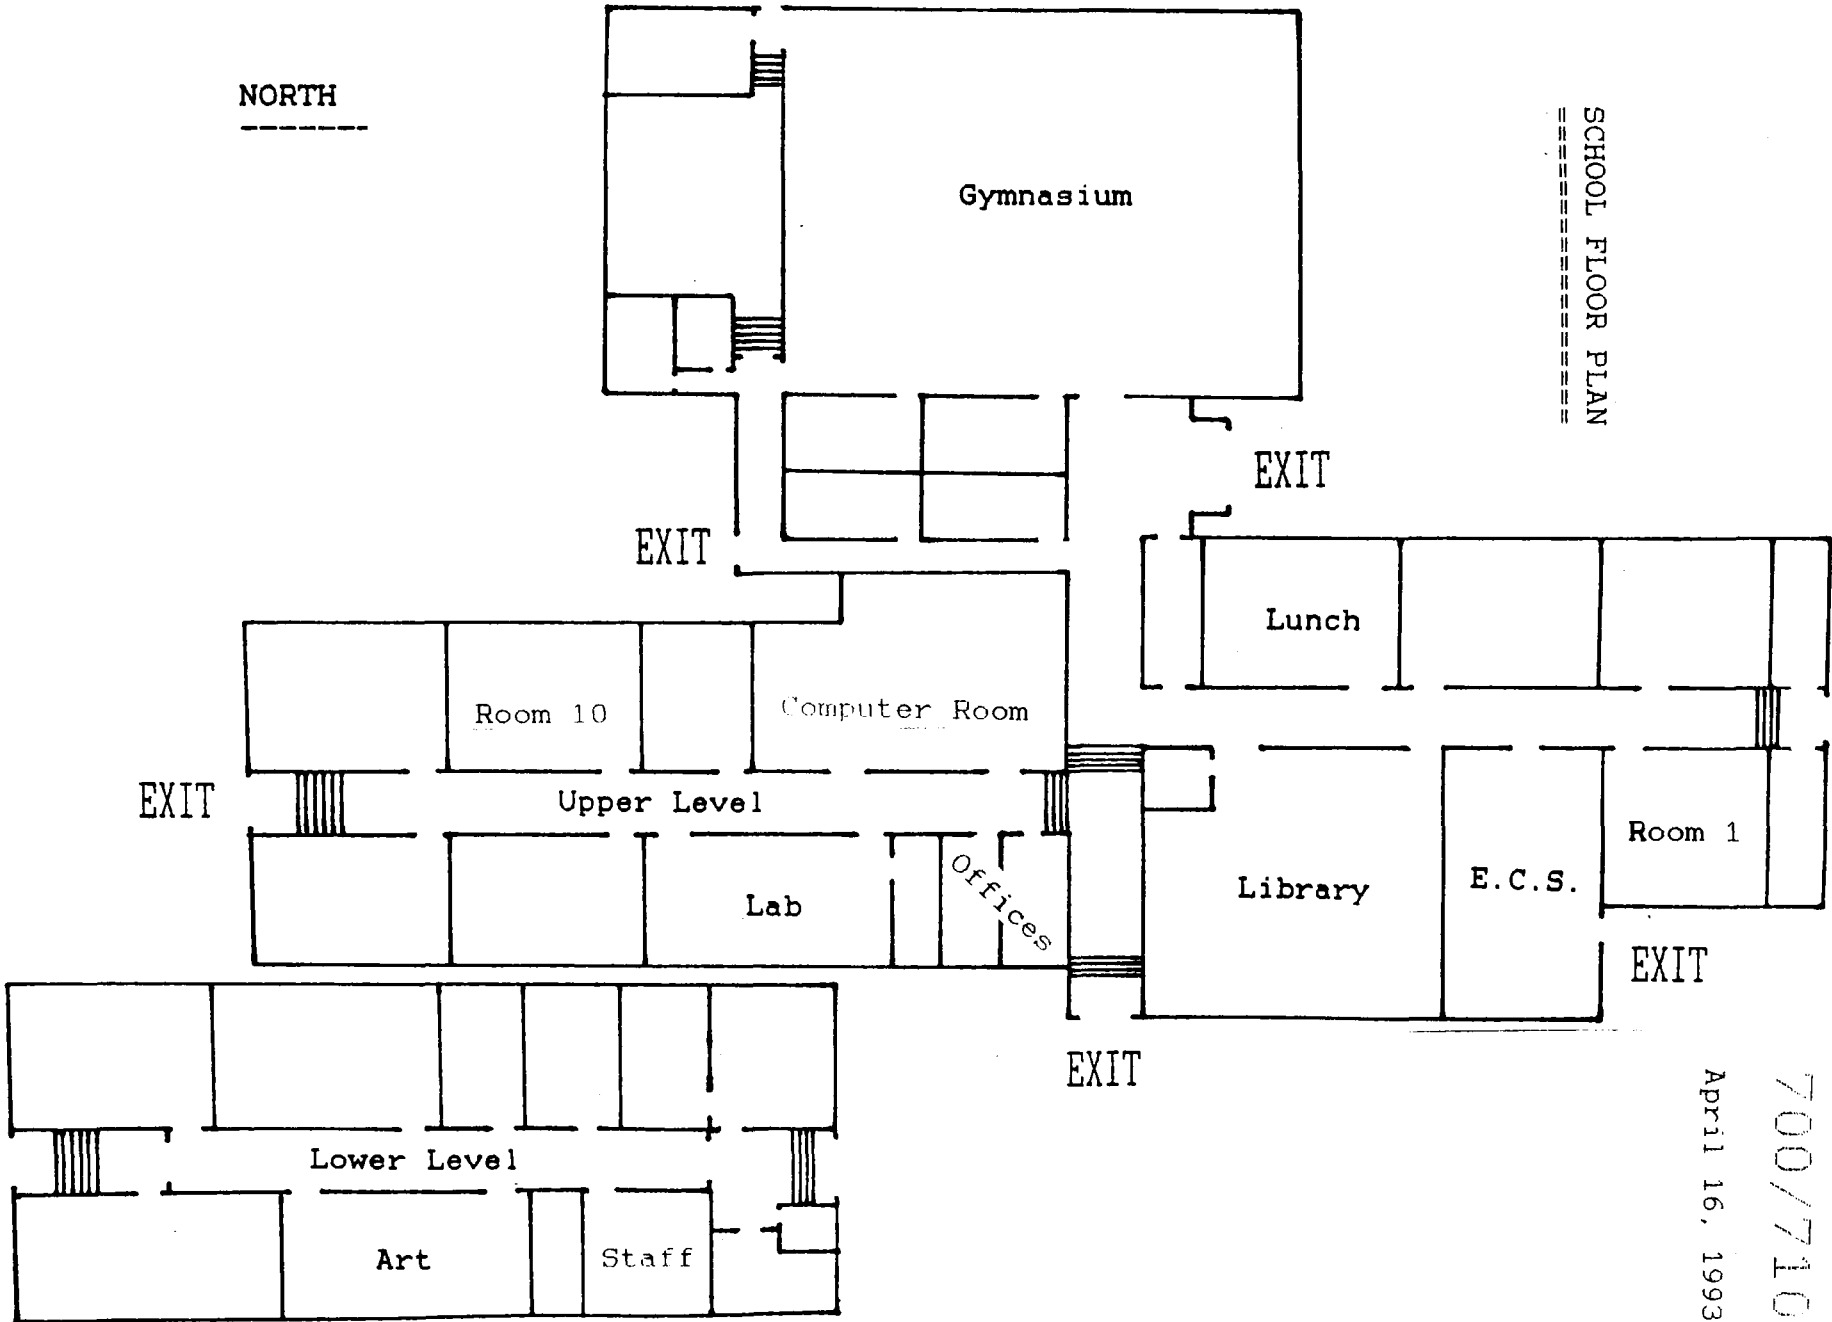 NORTH
-------
SCHOOL FLOOR PLAN
=================
Gymnasium
EXIT
EXIT
Lunch
Room 10
Computer Room
EXIT
Upper Level
Room 1
Lab
Offices
Library
E.C.S.
EXIT
EXIT
Lower Level
Art
Staff
700/710
April 16, 1993